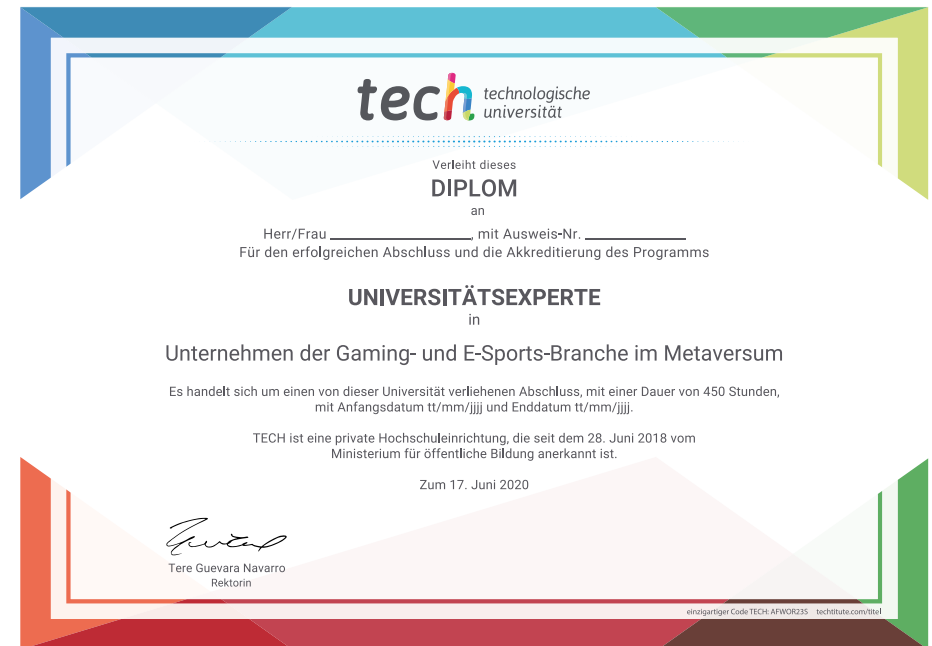 tech technologische
universität
Verleiht dieses
DIPLOM
an
Herr/Frau ____________________, mit Ausweis-Nr. ______________
Für den erfolgreichen Abschluss und die Akkreditierung des Programms
UNIVERSITÄTSEXPERTE
in
Unternehmen der Gaming- und E-Sports-Branche im Metaversum
Es handelt sich um einen von dieser Universität verliehenen Abschluss, mit einer Dauer von 450 Stunden,
mit Anfangsdatum tt/mm/jjjj und Enddatum tt/mm/jjjj.
TECH ist eine private Hochschuleinrichtung, die seit dem 28. Juni 2018 vom
Ministerium für öffentliche Bildung anerkannt ist.
Zum 17. Juni 2020
Tere Guevara Navarro
Rektorin
einzigartiger Code TECH: AFWOR23S techtitute.com/titel